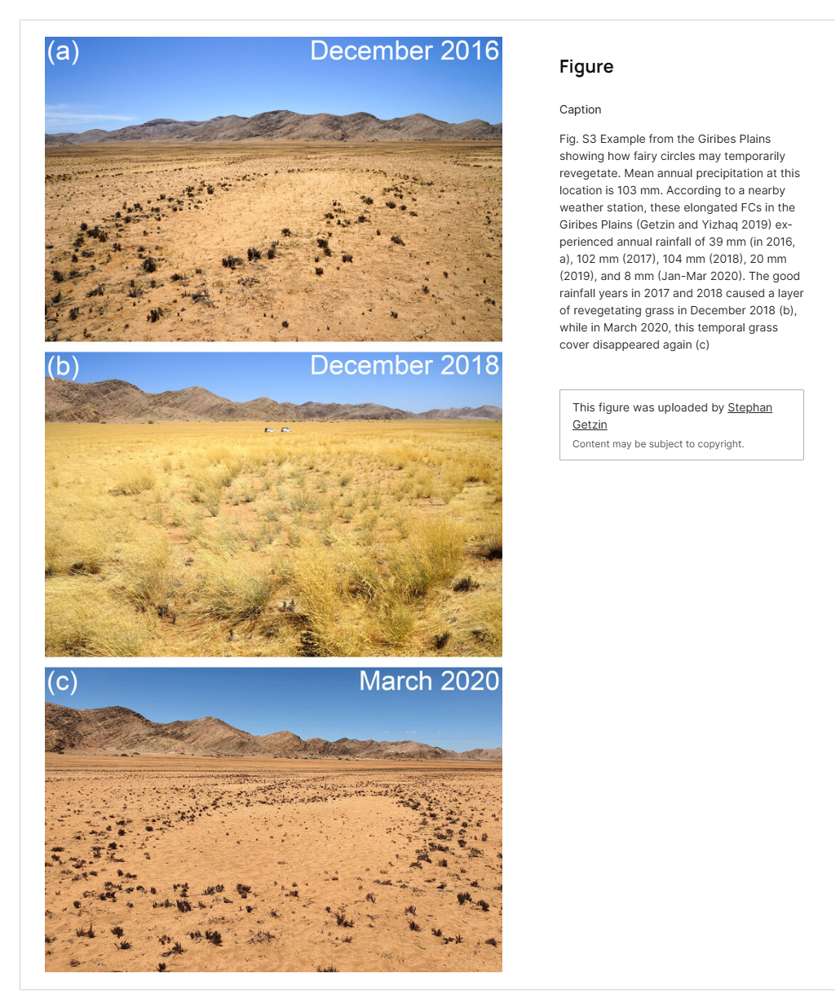 (a) December 2016
(b) December 2018
(c) March 2020
Figure
Caption
Fig. S3 Example from the Giribes Plains
showing how fairy circles may temporarily
revegetate. Mean annual precipitation at this
location is 103 mm. According to a nearby
weather station, these elongated FCs in the
Giribes Plains (Getzin and Yizhaq 2019) ex-
perienced annual rainfall of 39 mm (in 2016,
a), 102 mm (2017), 104 mm (2018), 20 mm
(2019), and 8 mm (Jan-Mar 2020). The good
rainfall years in 2017 and 2018 caused a layer
of revegetating grass in December 2018 (b),
while in March 2020, this temporal grass
cover disappeared again (c)
This figure was uploaded by Stephan
Getzin
Content may be subject to copyright.